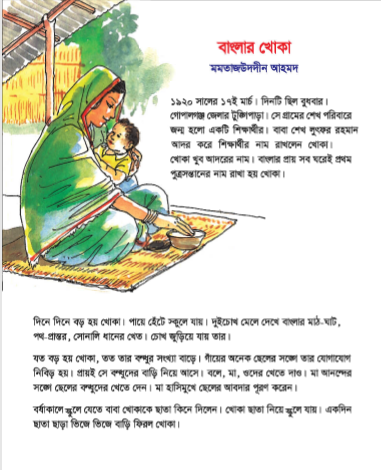 বাংলার খোকা
মমতাজউদদীন আহমদ
১৯২০ সালের ১৭ই মার্চ। দিনটি ছিল বুধবার।
গোপালগঞ্জ জেলার টুঙ্গিপাড়া। সে গ্রামের শেখ পরিবারে
জন্ম হলো একটি শিক্ষার্থীর। বাবা শেখ লুৎফর রহমান
আদর করে শিক্ষার্থীর নাম রাখলেন খোকা।
খোকা খুব আদরের নাম। বাংলার প্রায় সব ঘরেই প্রথম
পুত্রসন্তানের নাম রাখা হয় খোকা।
দিনে দিনে বড় হয় খোকা। পায়ে হেঁটে স্কুলে যায়। দুইচোখ মেলে দেখে বাংলার মাঠ-ঘাট,
পথ-প্রান্তর, সোনালি ধানের খেত। চোখ জুড়িয়ে যায় তার।
যত বড় হয় খোকা, তত তার বন্ধুর সংখ্যা বাড়ে। গাঁয়ের অনেক ছেলের সঙ্গে তার যোগাযোগ
নিবিড় হয়। প্রায়ই সে বন্ধুদের বাড়ি নিয়ে আসে। বলে, মা, ওদের খেতে দাও। মা আনন্দের
সঙ্গে ছেলের বন্ধুদের খেতে দেন। মা হাসিমুখে ছেলের আবদার পূরণ করেন।
বর্ষাকালে স্কুলে যেতে বাবা খোকাকে ছাতা কিনে দিলেন। খোকা ছাতা নিয়ে স্কুলে যায়। একদিন
ছাতা ছাড়া ভিজে ভিজে বাড়ি ফিরল খোকা।